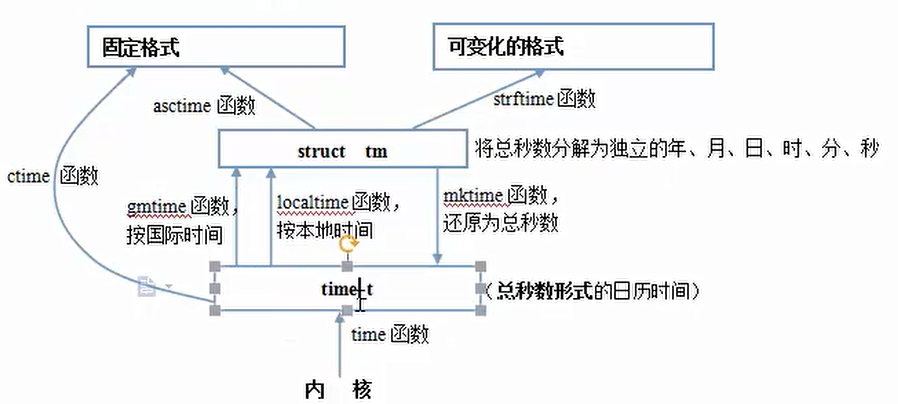 固定格式
可变化的格式
asctime 函数
strftime 函数
struct tm
将总秒数分解为独立的年、月、日、时、分、秒
ctime 函数
gmtime 函数,
按国际时间
localtime 函数,
按本地时间
mktime 函数,
还原为总秒数
time_t
(总秒数形式的日历时间)
time 函数
内 核